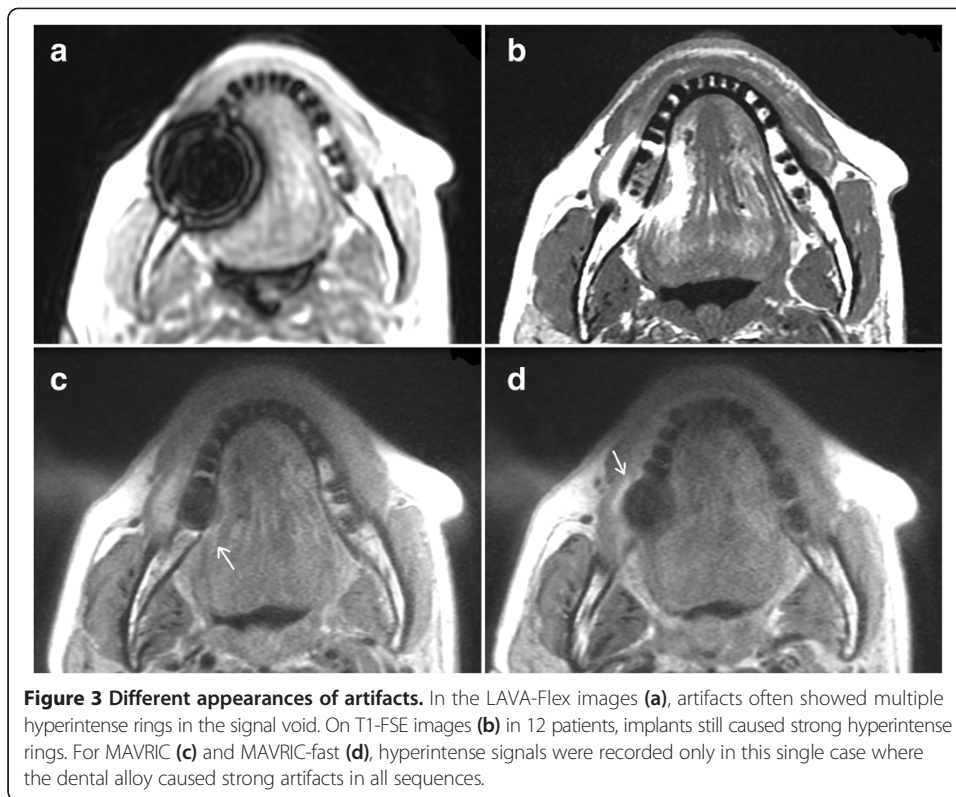 a
b
c
d
Figure 3 Different appearances of artifacts. In the LAVA-Flex images (a), artifacts often showed multiple
hyperintense rings in the signal void. On T1-FSE images (b) in 12 patients, implants still caused strong hyperintense
rings. For MAVRIC (c) and MAVRIC-fast (d), hyperintense signals were recorded only in this single case where
the dental alloy caused strong artifacts in all sequences.